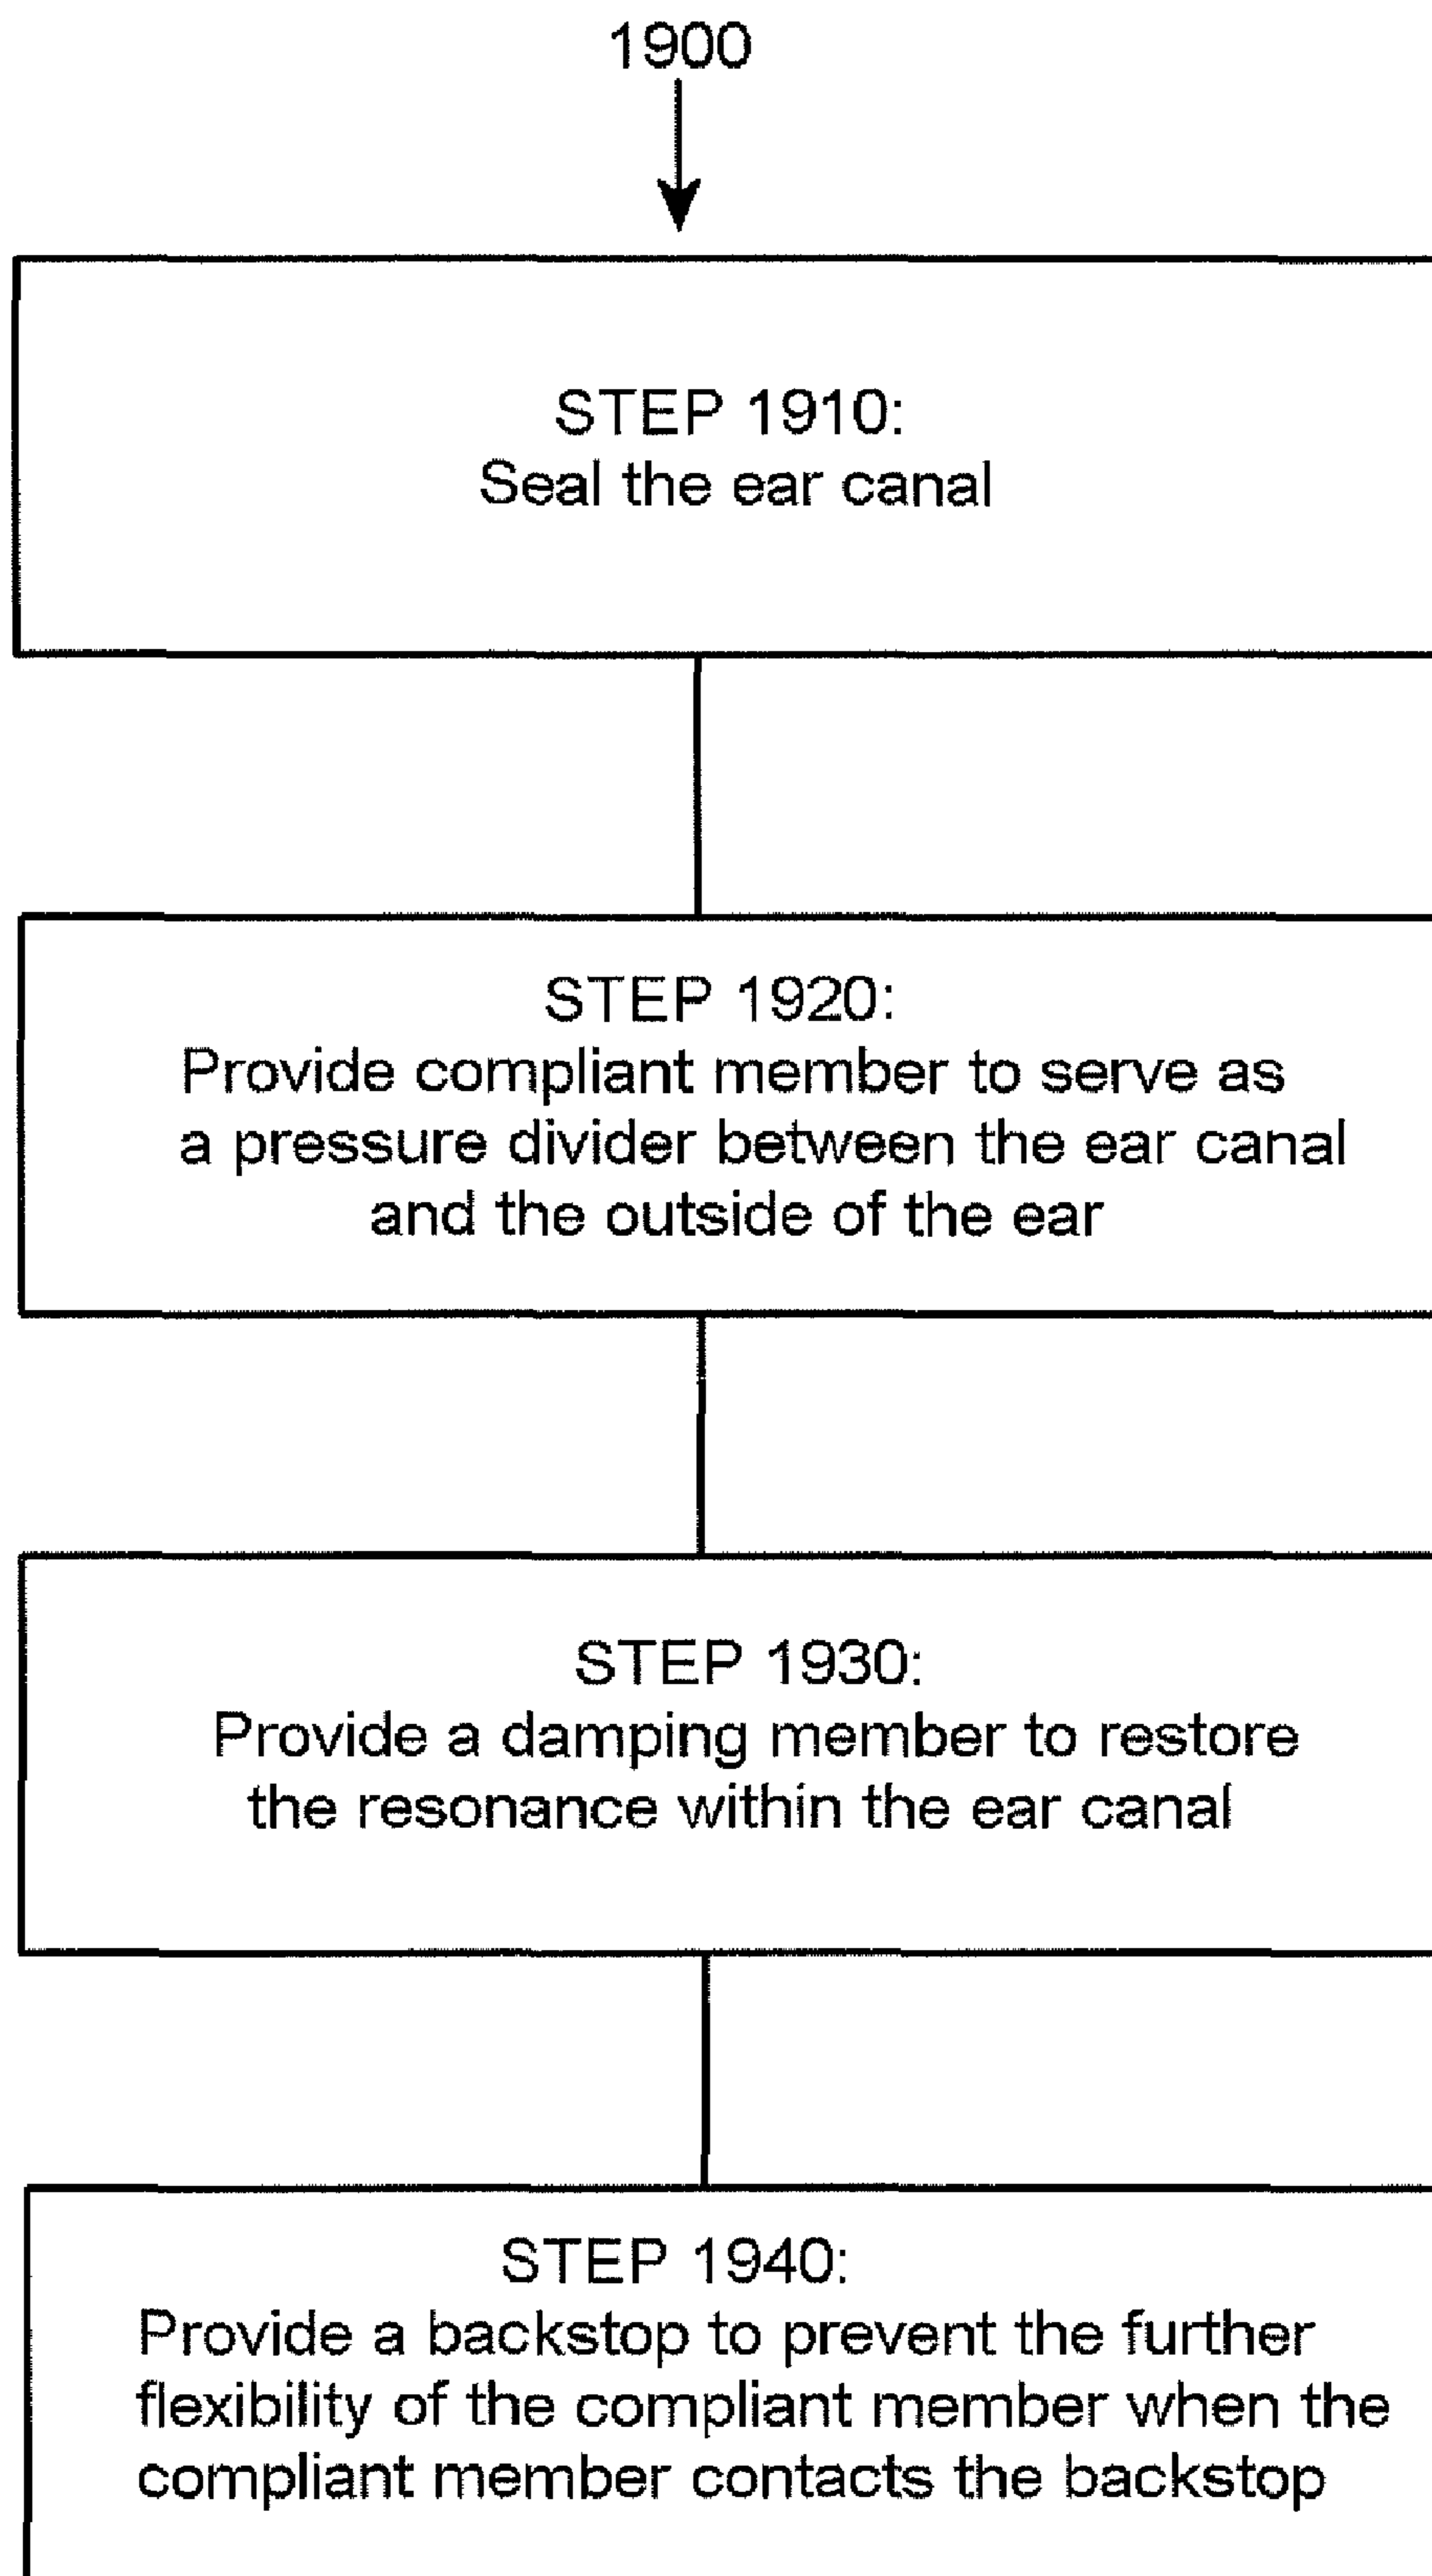 1900
STEP 1910:
Seal the ear canal
STEP 1920:
Provide compliant member to serve as
a pressure divider between the ear canal
and the outside of the ear
STEP 1930:
Provide a damping member to restore
the resonance within the ear canal
STEP 1940:
Provide a backstop to prevent the further
flexibility of the compliant member when the
compliant member contacts the backstop